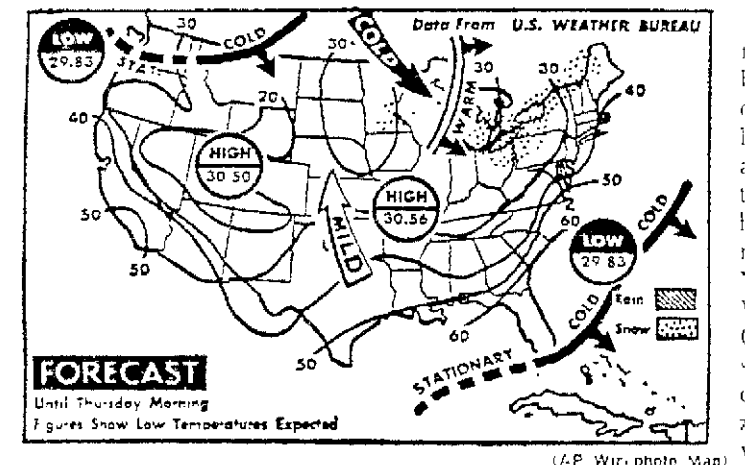 Data From U.S. WEATHER BUREAU
LOW
29.83
STAT.
COLD
COLD
WARM
30
30
30
30
20
40
40
HIGH
30.50
HIGH
30.56
MILD
50
50
50
50
60
60
LOW
29.83
COLD
COLD
Rain
Snow
STATIONARY
FORECAST
Until Thursday Morning
Figures Show Low Temperatures Expected
(AP Wirephoto Map)